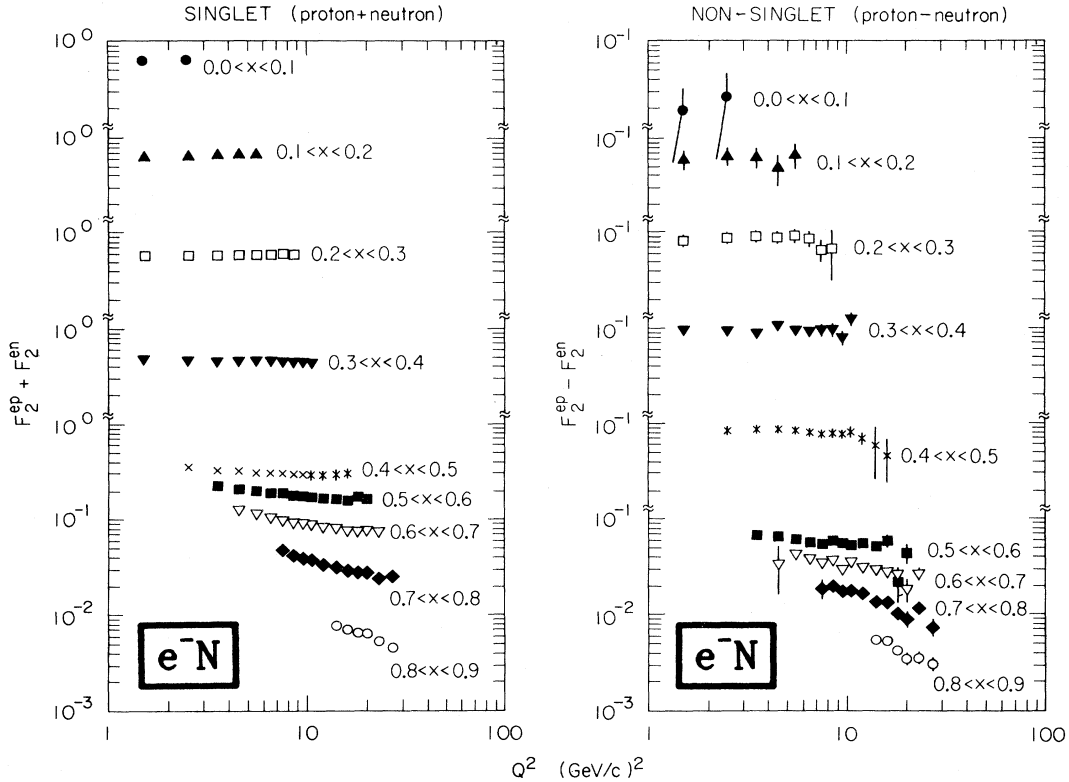 SINGLET (proton+neutron)
10⁰
0.0<x<0.1
10⁰
0.1<x<0.2
10⁰
0.2<x<0.3
10⁰
0.3<x<0.4
10⁰
0.4<x<0.5
0.5<x<0.6
10⁻¹
0.6<x<0.7
0.7<x<0.8
10⁻²
0.8<x<0.9
e⁻N
10⁻³
1
10
100
F₂ᵉᵖ + F₂ᵉⁿ
NON-SINGLET (proton-neutron)
10⁻¹
0.0<x<0.1
10⁻¹
0.1<x<0.2
10⁻¹
0.2<x<0.3
10⁻¹
0.3<x<0.4
10⁻¹
0.4<x<0.5
10⁻¹
0.5<x<0.6
0.6<x<0.7
0.7<x<0.8
10⁻²
0.8<x<0.9
e⁻N
10⁻³
1
10
100
F₂ᵉᵖ − F₂ᵉⁿ
Q² (GeV/c)²